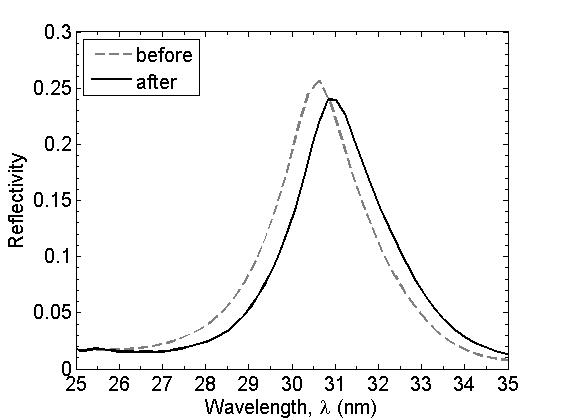 0.3
before
after
0.25
0.2
0.15
0.1
0.05
0
Reflectivity
25 26 27 28 29 30 31 32 33 34 35
Wavelength, λ (nm)